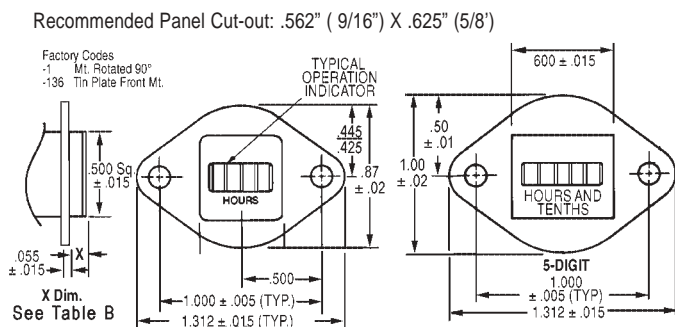 Recommended Panel Cut-out: .562” ( 9/16”) X .625” (5/8’)
Factory Codes
-1 Mt. Rotated 90°
-136 Tin Plate Front Mt.
TYPICAL
OPERATION
INDICATOR
600 ± .015
.500 Sq.
± .015
.445
.425
.87
± .02
.50
± .01
1.00
± .02
HOURS
HOURS AND
TENTHS
.055
± .015
X
X Dim.
See Table B
.500
1.000 ± .005 (TYP.)
1.312 ± .015 (TYP.)
5-DIGIT
1.000
± .005 (TYP)
1.312 ± .015